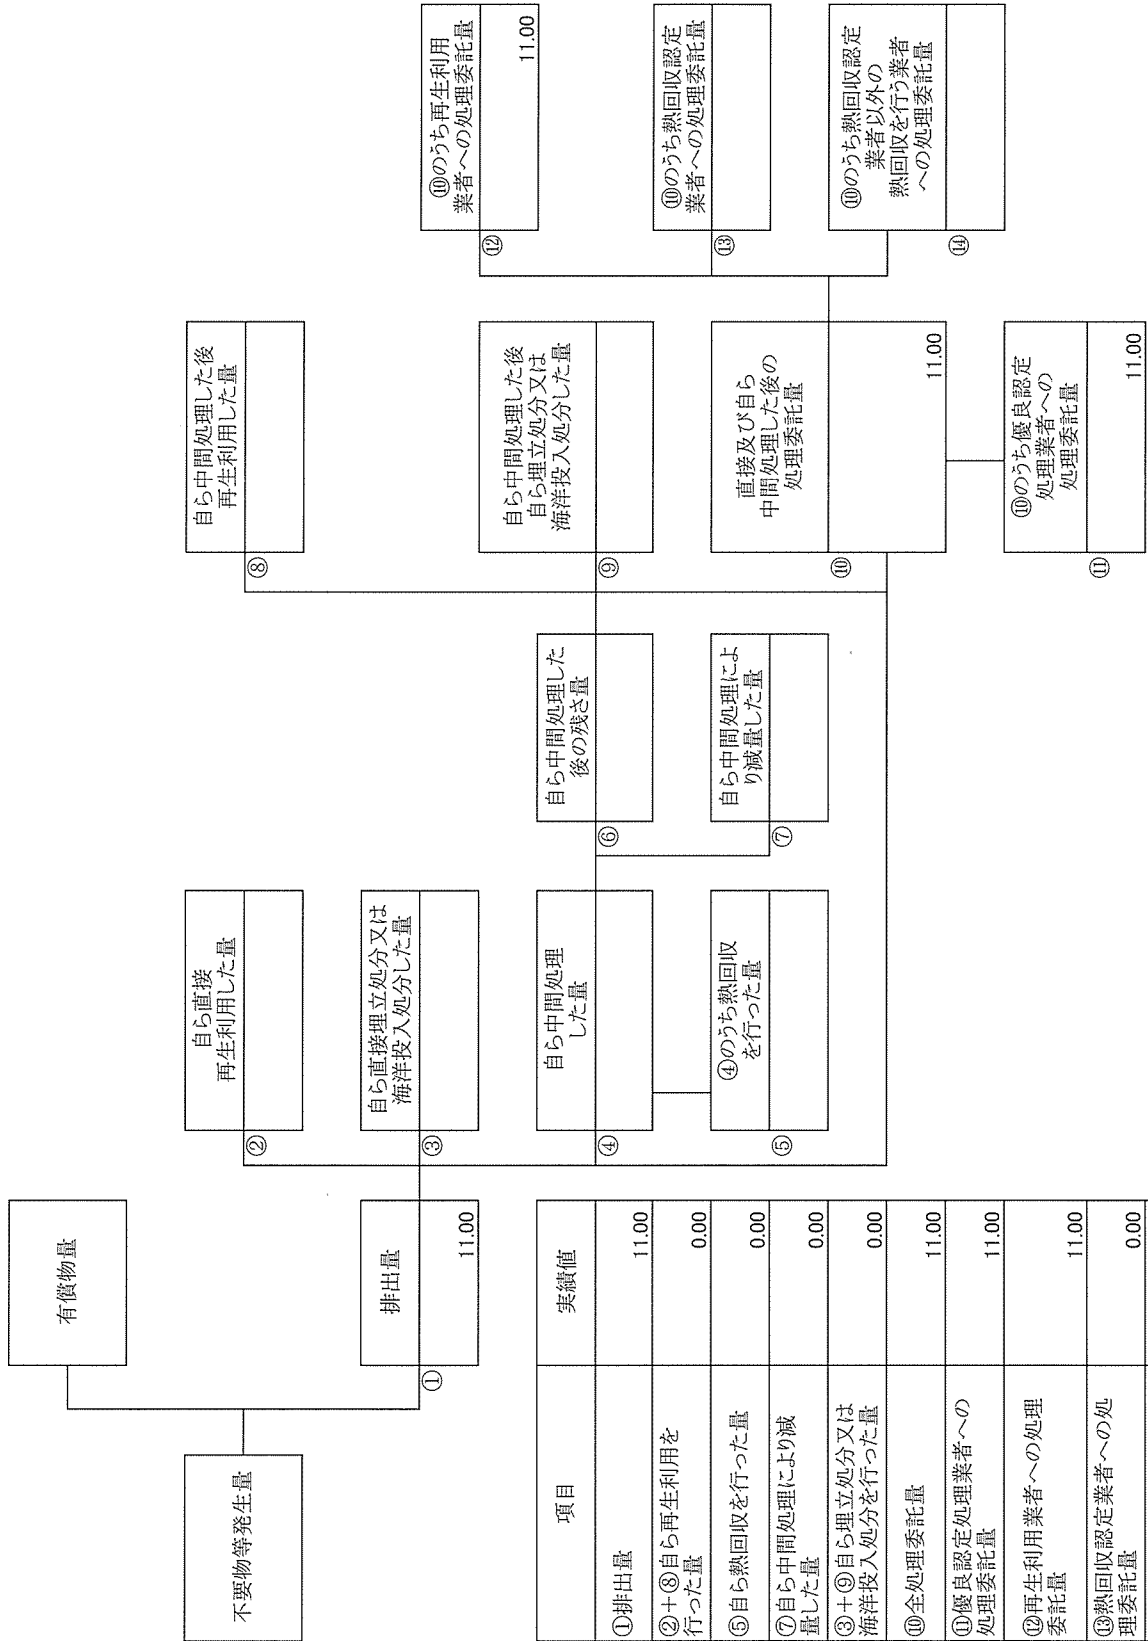 不要物等発生量
有償物量
①
排出量
11.00
②
自ら直接
再生利用した量
③
自ら直接埋立処分又は
海洋投入処分した量
④
自ら中間処理
した量
⑤
④のうち熱回収
を行った量
⑥
自ら中間処理した
後の残さ量
⑦
自ら中間処理によ
り減量した量
⑧
自ら中間処理した後
再生利用した量
⑨
自ら中間処理した後
自ら埋立処分又は
海洋投入処分した量
⑩
直接及び自ら
中間処理した後の
処理委託量
11.00
⑪
⑩のうち優良認定
処理業者への
処理委託量
11.00
⑫
⑩のうち再生利用
業者への処理委託量
11.00
⑬
⑩のうち熱回収認定
業者への処理委託量
⑭
⑩のうち熱回収認定
業者以外の
熱回収を行う業者
への処理委託量
項目 実績値
①排出量 11.00
②+⑧自ら再生利用を
行った量 0.00
⑤自ら熱回収を行った量 0.00
⑦自ら中間処理により減
量した量 0.00
③+⑨自ら埋立処分又は
海洋投入処分を行った量 0.00
⑩全処理委託量 11.00
⑪優良認定処理業者への
処理委託量 11.00
⑫再生利用業者への処理
委託量 11.00
⑬熱回収認定業者への処
理委託量 0.00